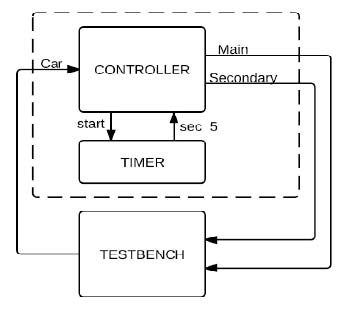 Main
Car
CONTROLLER
Secondary
start
sec 5
TIMER
TESTBENCH